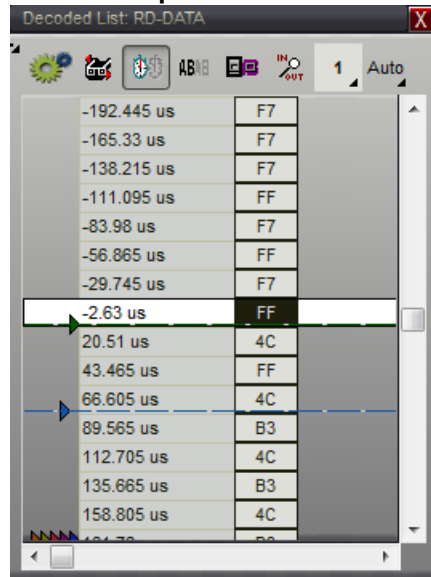 Decoded List: RD-DATA X
IN OUT 1 Auto
-192.445 us F7
-165.33 us F7
-138.215 us F7
-111.095 us FF
-83.98 us F7
-56.865 us FF
-29.745 us F7
-2.63 us FF
20.51 us 4C
43.465 us FF
66.605 us 4C
89.565 us B3
112.705 us 4C
135.665 us B3
158.805 us 4C